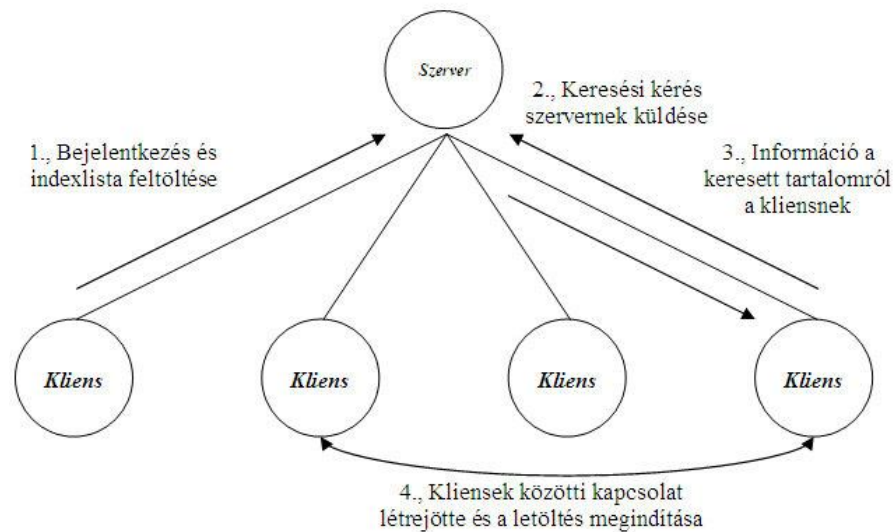 Szerver
2., Keresési kérés
szervernek küldése
1., Bejelentkezés és
indexlista feltöltése
3., Információ a
keresett tartalomról
a kliensnek
Kliens
Kliens
Kliens
Kliens
4., Kliensek közötti kapcsolat
létrejötte és a letöltés megindítása